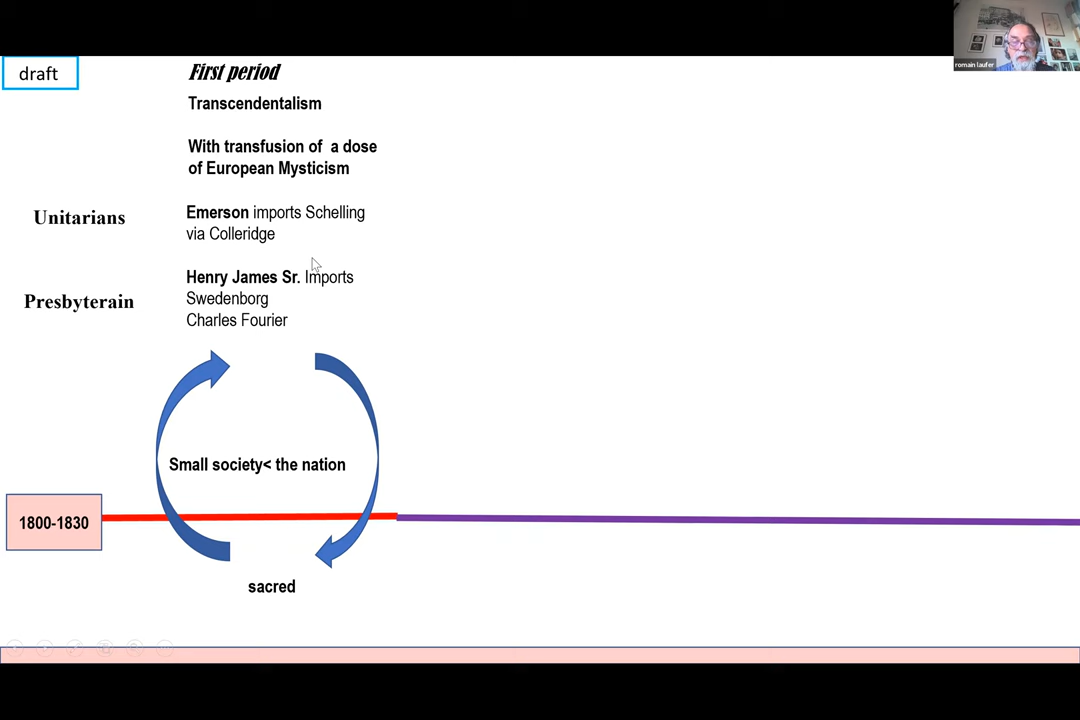 draft
First period
romain laufer
Transcendentalism
With transfusion of a dose
of European Mysticism
Unitarians
Emerson imports Schelling
via Colleridge
Presbyterain
Henry James Sr. Imports
Swedenborg
Charles Fourier
Small society< the nation
1800-1830
sacred